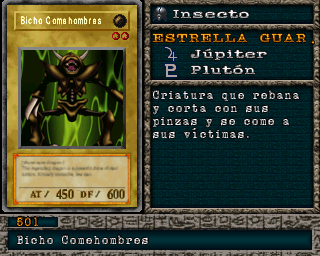 Bicho Comehombres
AT/ 450 DF/ 600
Insecto
ESTRELLA GUAR.
Júpiter
Plutón
Criatura que rebana
y corta con sus
pinzas y se come a
sus víctimas.
501
Bicho Comehombres